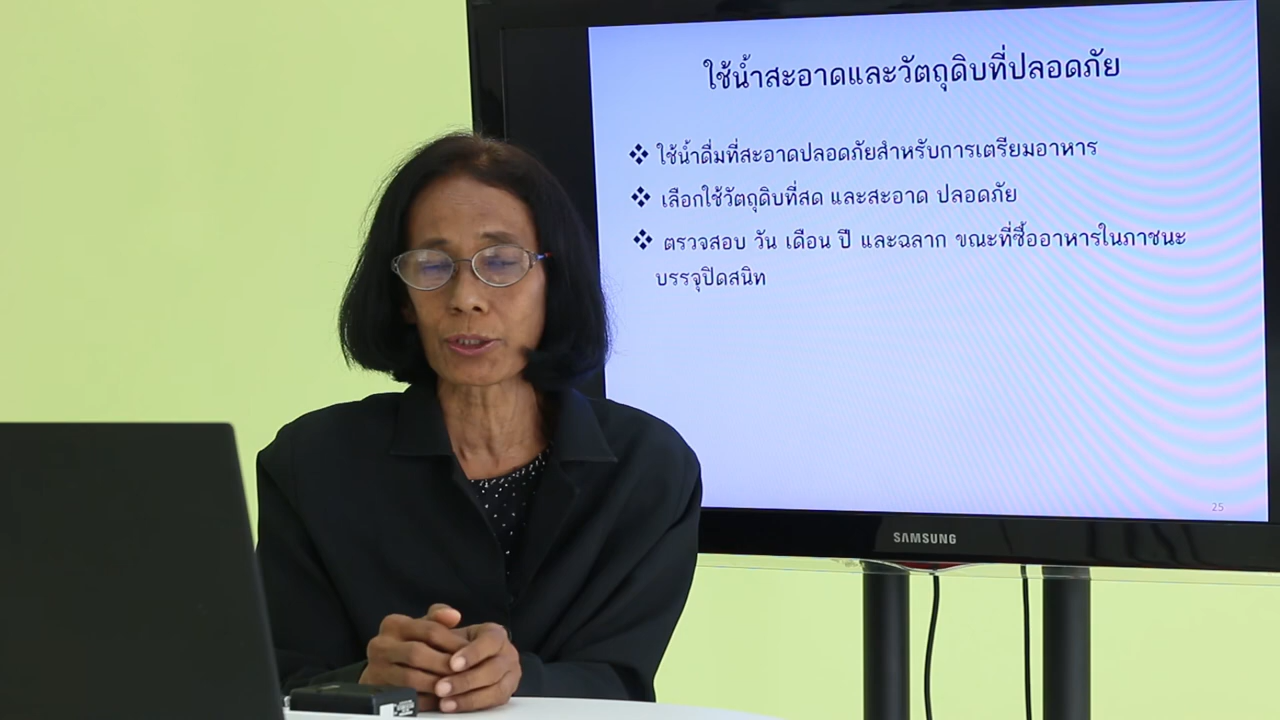 ใช้น้ำสะอาดและวัตถุดิบที่ปลอดภัย
❖ ใช้น้ำดื่มที่สะอาดปลอดภัยสำหรับการเตรียมอาหาร
❖ เลือกใช้วัตถุดิบที่สด และสะอาด ปลอดภัย
❖ ตรวจสอบ วัน เดือน ปี และฉลาก ขณะที่ซื้ออาหารในภาชนะ
บรรจุปิดสนิท
25
SAMSUNG